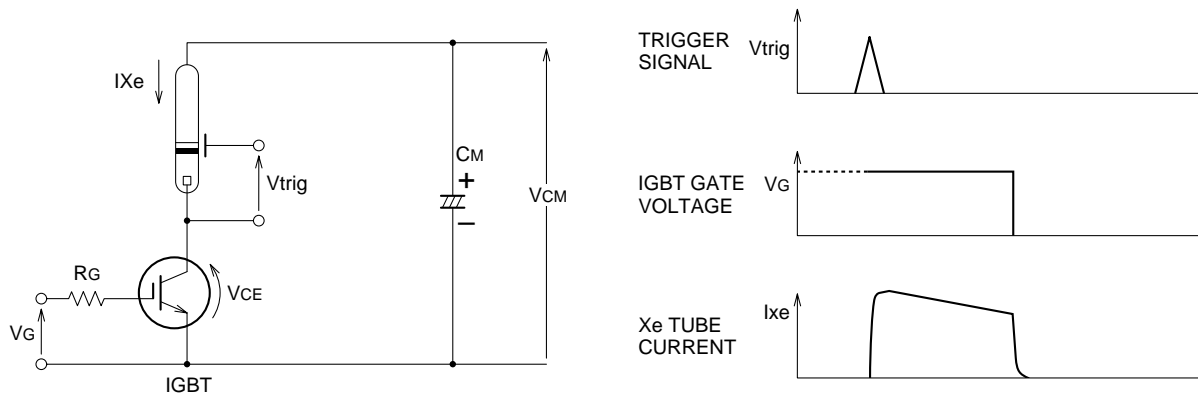 IXe
Vtrig
CM
+
–
VCM
RG
VCE
VG
IGBT
TRIGGER
SIGNAL
Vtrig
IGBT GATE
VOLTAGE
VG
Xe TUBE
CURRENT
Ixe